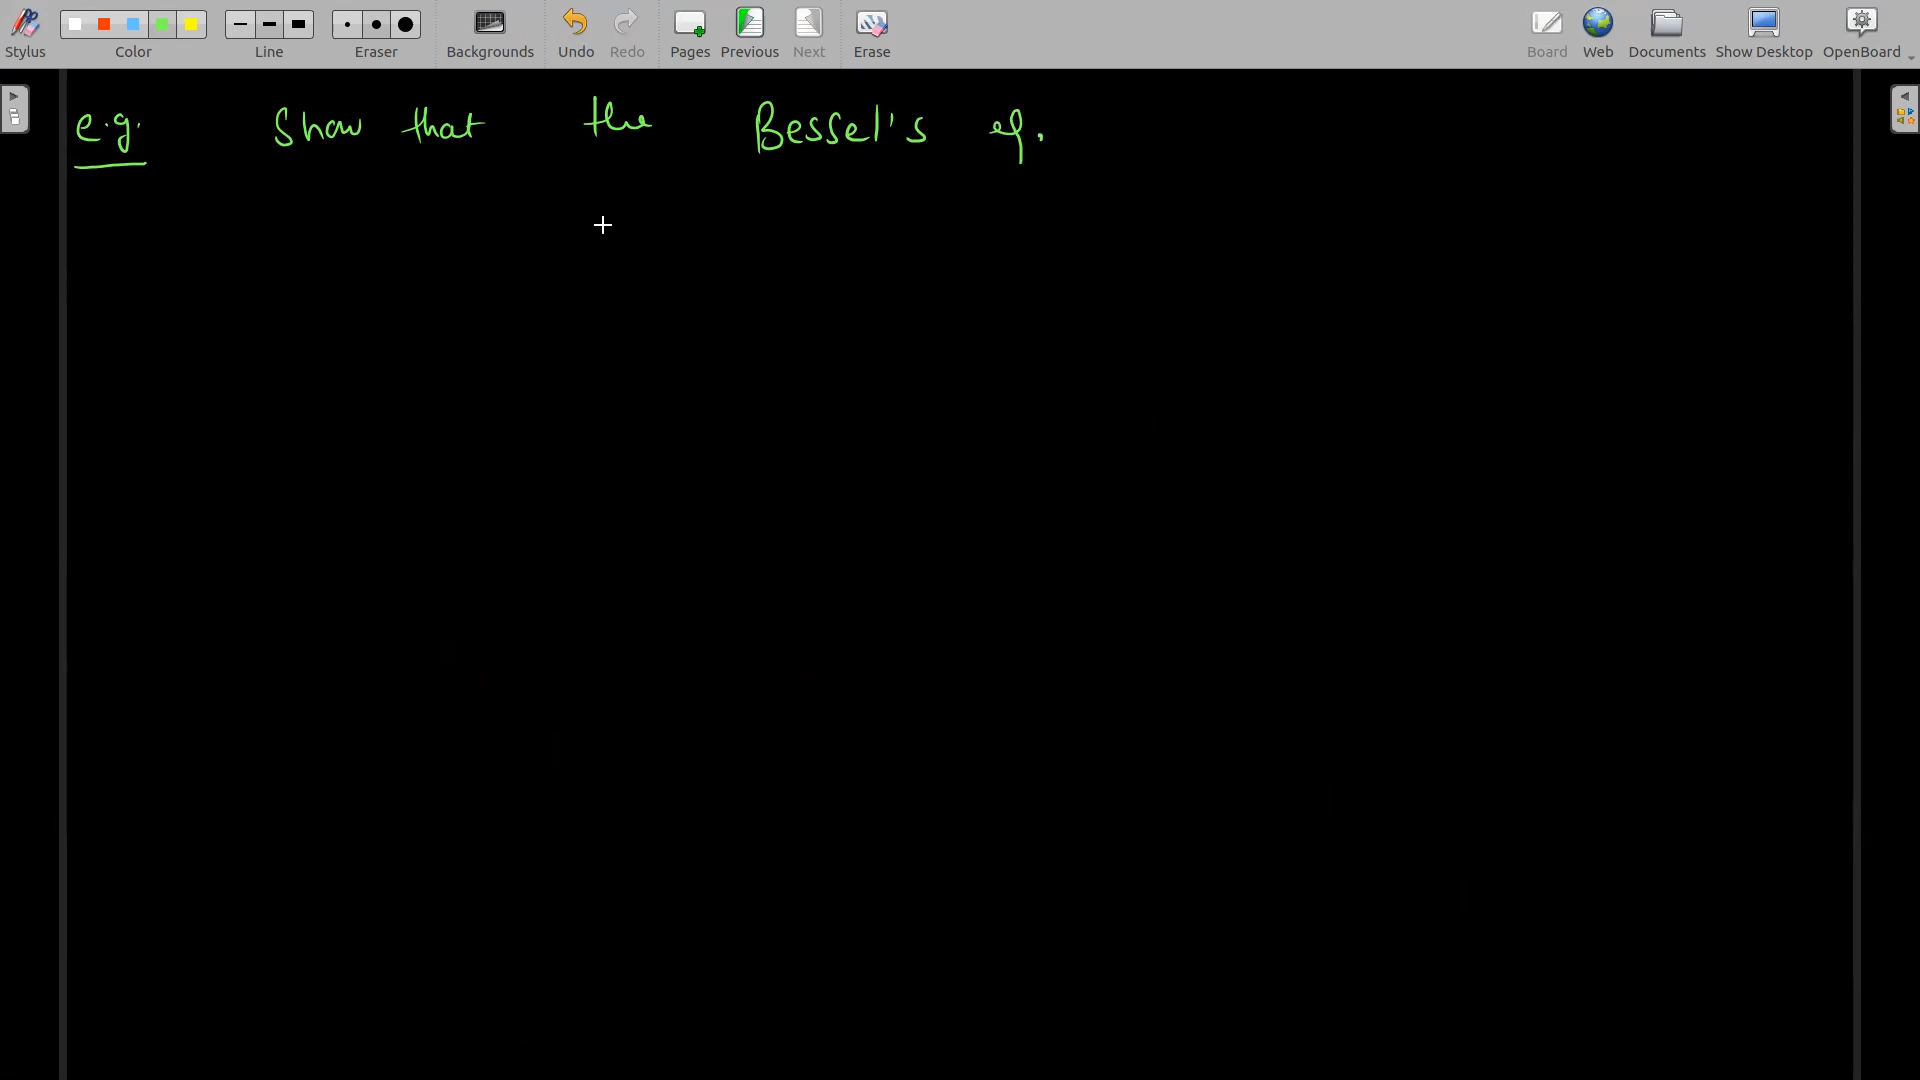 Stylus Color Line Eraser Backgrounds Undo Redo Pages Previous Next Erase Board Web Documents Show Desktop OpenBoard
e.g. Show that the Bessel's eq.